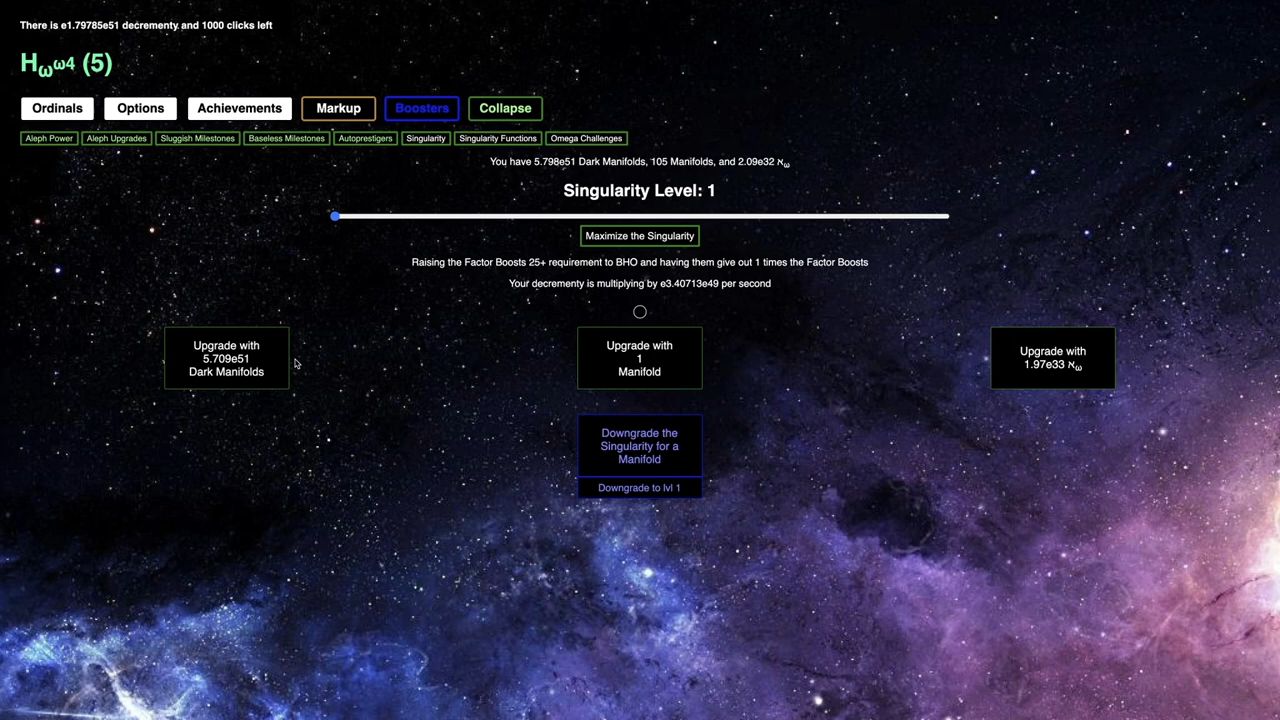 There is e1.79785e51 decrementy and 1000 clicks left
H_ω^ω4 (5)
Ordinals Options Achievements Markup Boosters Collapse
Aleph Power Aleph Upgrades Sluggish Milestones Baseless Milestones Autoprestigers Singularity Singularity Functions Omega Challenges
You have 5.798e51 Dark Manifolds, 105 Manifolds, and 2.09e32 ℵω
Singularity Level: 1
Maximize the Singularity
Raising the Factor Boosts 25+ requirement to BHO and having them give out 1 times the Factor Boosts
Your decrementy is multiplying by e3.40713e49 per second
Upgrade with
5.709e51
Dark Manifolds
Upgrade with
1
Manifold
Upgrade with
1.97e33 ℵω
Downgrade the
Singularity for a
Manifold
Downgrade to lvl 1